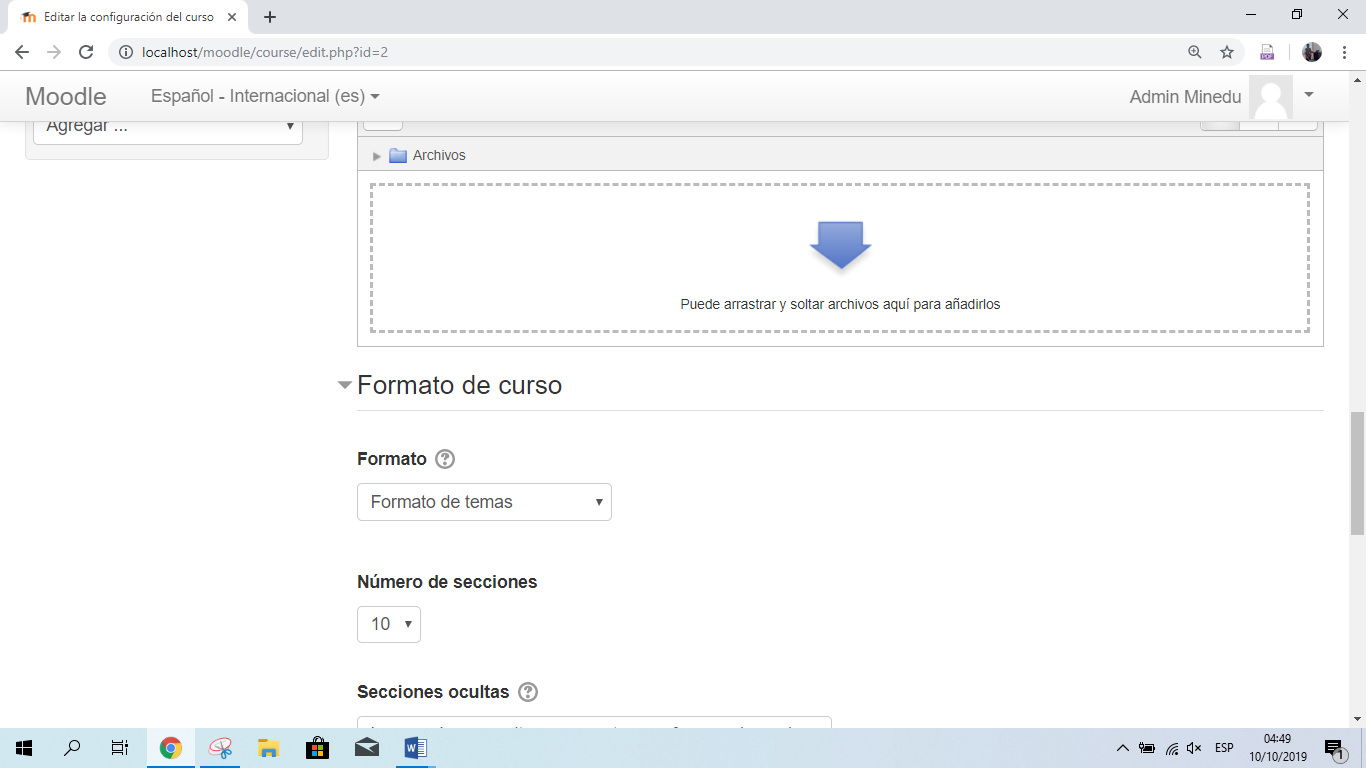 Editar la configuración del curso
localhost/moodle/course/edit.php?id=2
Moodle
Español - Internacional (es)
Admin Minedu
Agregar ...
Archivos
Puede arrastrar y soltar archivos aquí para añadirlos
Formato de curso
Formato
Formato de temas
Número de secciones
10
Secciones ocultas
ESP
04:49
10/10/2019
1